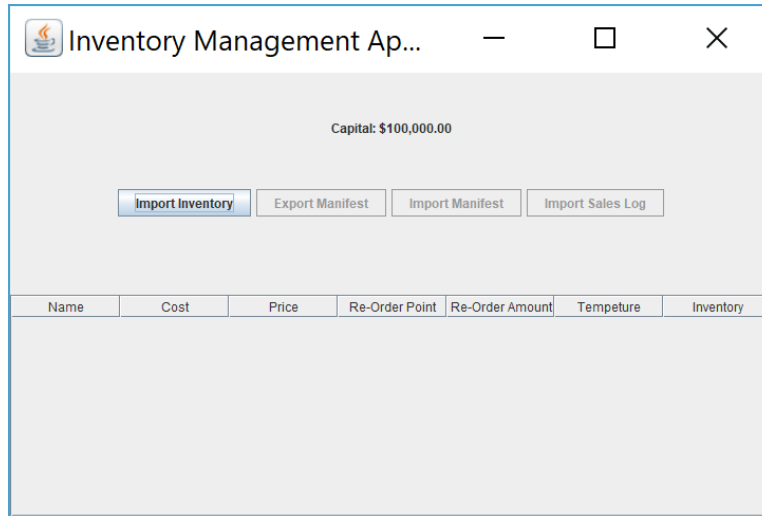 Inventory Management Ap...
Capital: $100,000.00
Import Inventory Export Manifest Import Manifest Import Sales Log
Name Cost Price Re-Order Point Re-Order Amount Tempeture Inventory